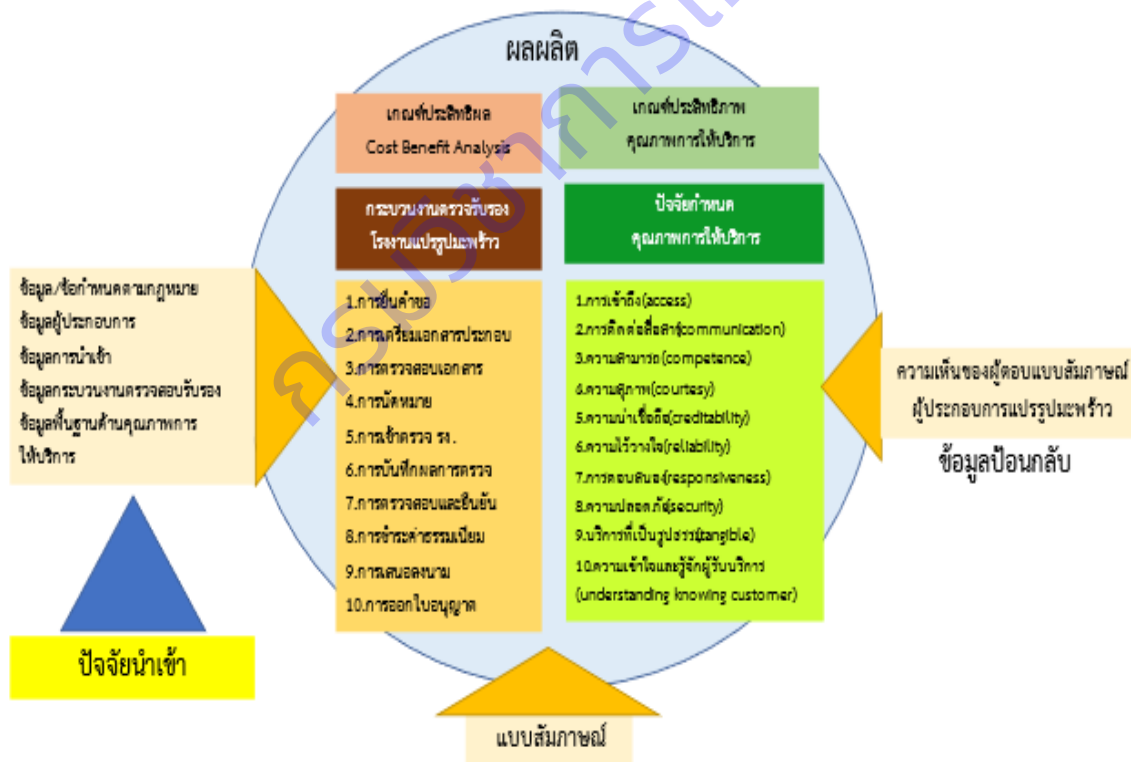 ผลผลิต
เกณฑ์ประสิทธิผล
Cost Benefit Analysis
เกณฑ์ประสิทธิภาพ
คุณภาพการให้บริการ
กระบวนงานตรวจรับรอง
โรงงานแปรรูปมะพร้าว
ปัจจัยกำหนด
คุณภาพการให้บริการ
ข้อมูล/ข้อกำหนดตามกฎหมาย
ข้อมูลผู้ประกอบการ
ข้อมูลการนำเข้า
ข้อมูลกระบวนงานตรวจสอบรับรอง
ข้อมูลพื้นฐานด้านคุณภาพการ
ให้บริการ
ปัจจัยนำเข้า
1.การยื่นคำขอ
2.การเตรียมเอกสารประกอบ
3.การตรวจสอบเอกสาร
4.การนัดหมาย
5.การเข้าตรวจ รง.
6.การบันทึกผลการตรวจ
7.การตรวจสอบและยืนยัน
8.การชำระค่าธรรมเนียม
9.การเสนอลงนาม
10.การออกใบอนุญาต
1.การเข้าถึง(access)
2.การติดต่อสื่อสาร(communication)
3.ความสามารถ(competence)
4.ความสุภาพ(courtesy)
5.ความน่าเชื่อถือ(creditability)
6.ความไว้วางใจ(reliability)
7.การตอบสนอง(responsiveness)
8.ความปลอดภัย(security)
9.บริการที่เป็นรูปธรรม(tangible)
10.ความเข้าใจและรู้จักผู้รับบริการ
(understanding knowing customer)
ความเห็นของผู้ตอบแบบสัมภาษณ์
ผู้ประกอบการแปรรูปมะพร้าว
ข้อมูลป้อนกลับ
แบบสัมภาษณ์
กรมวิชาการเ